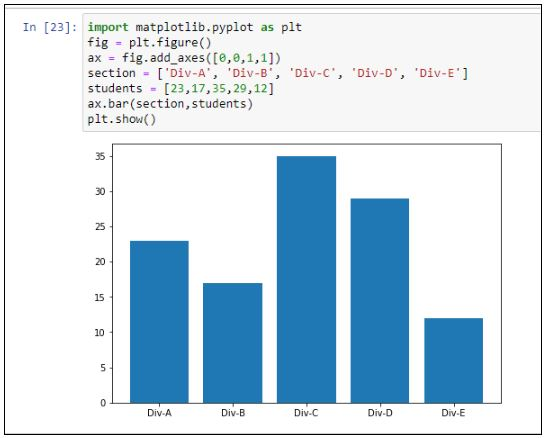 In [23]: import matplotlib.pyplot as plt
fig = plt.figure()
ax = fig.add_axes([0,0,1,1])
section = ['Div-A', 'Div-B', 'Div-C', 'Div-D', 'Div-E']
students = [23,17,35,29,12]
ax.bar(section,students)
plt.show()
35
30
25
20
15
10
5
0
Div-A Div-B Div-C Div-D Div-E